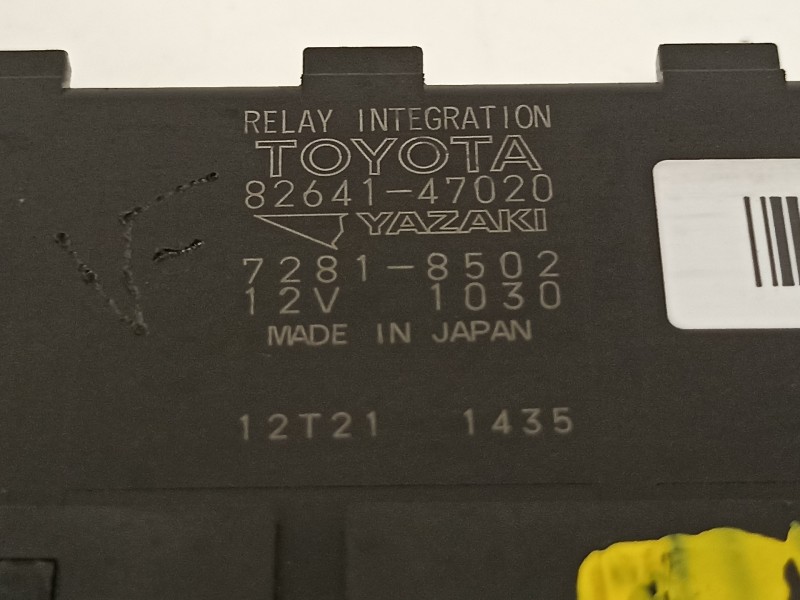 RELAY INTEGRATION
TOYOTA
82641-47020
YAZAKI
7281-8502
12V 1030
MADE IN JAPAN
12T21 1435